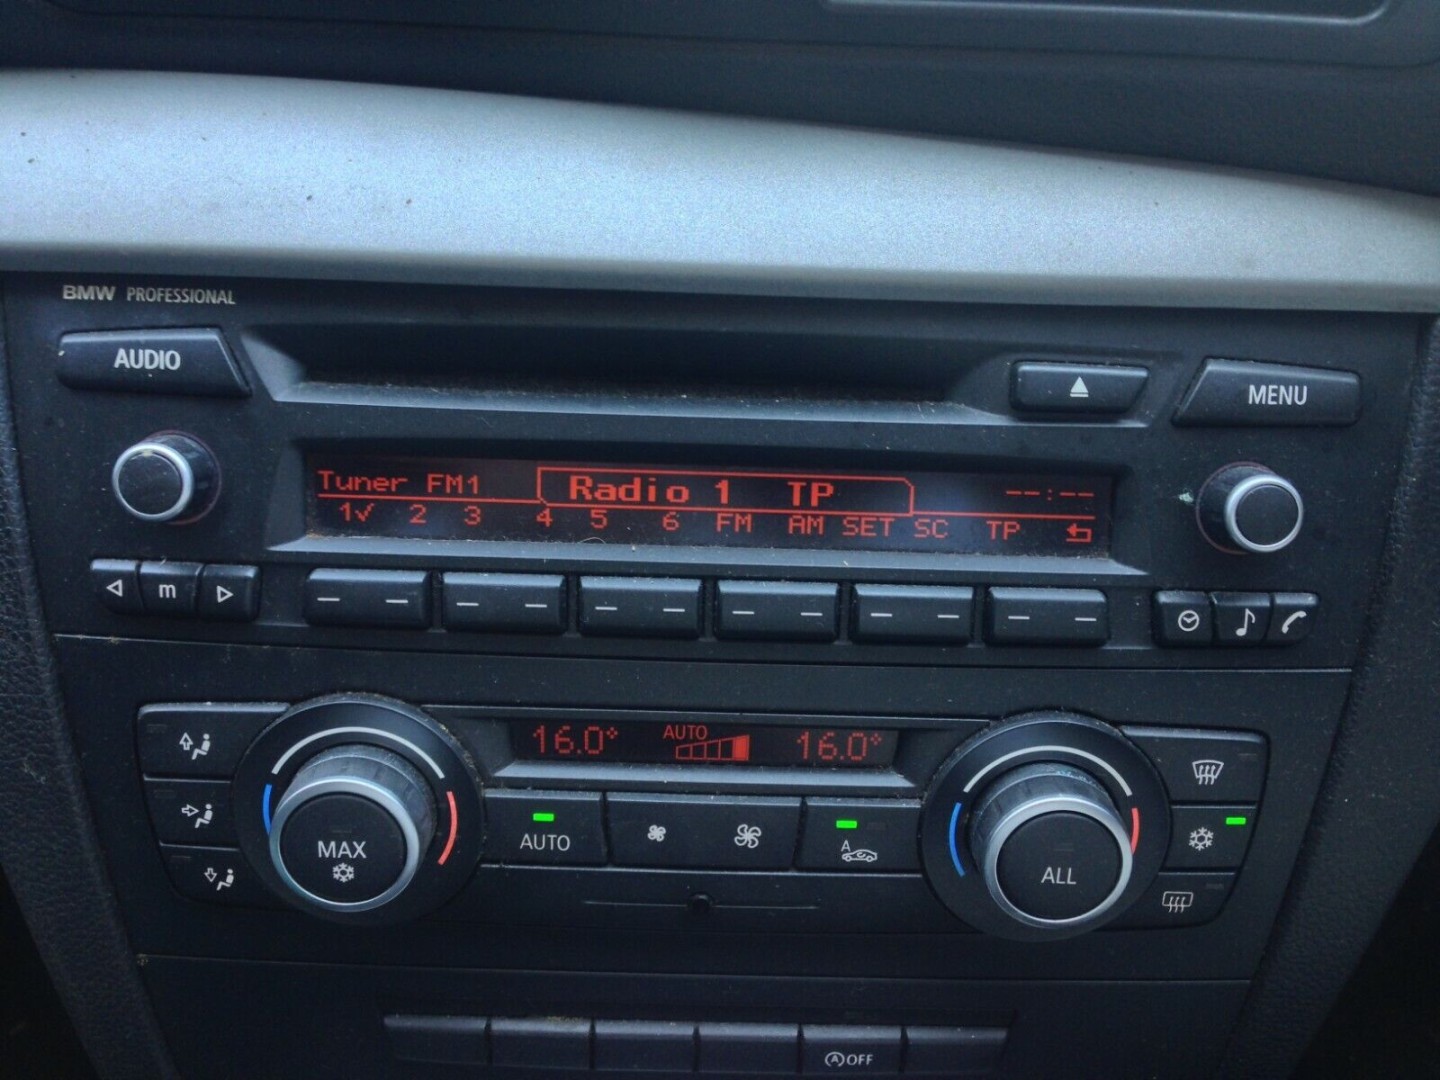 BMW PROFESSIONAL
AUDIO
MENU
Tuner FM1 Radio 1 TP --:--
1✓ 2 3 4 5 6 FM AM SET SC TP
m
16.0° AUTO 16.0°
MAX
AUTO
A
ALL
A OFF